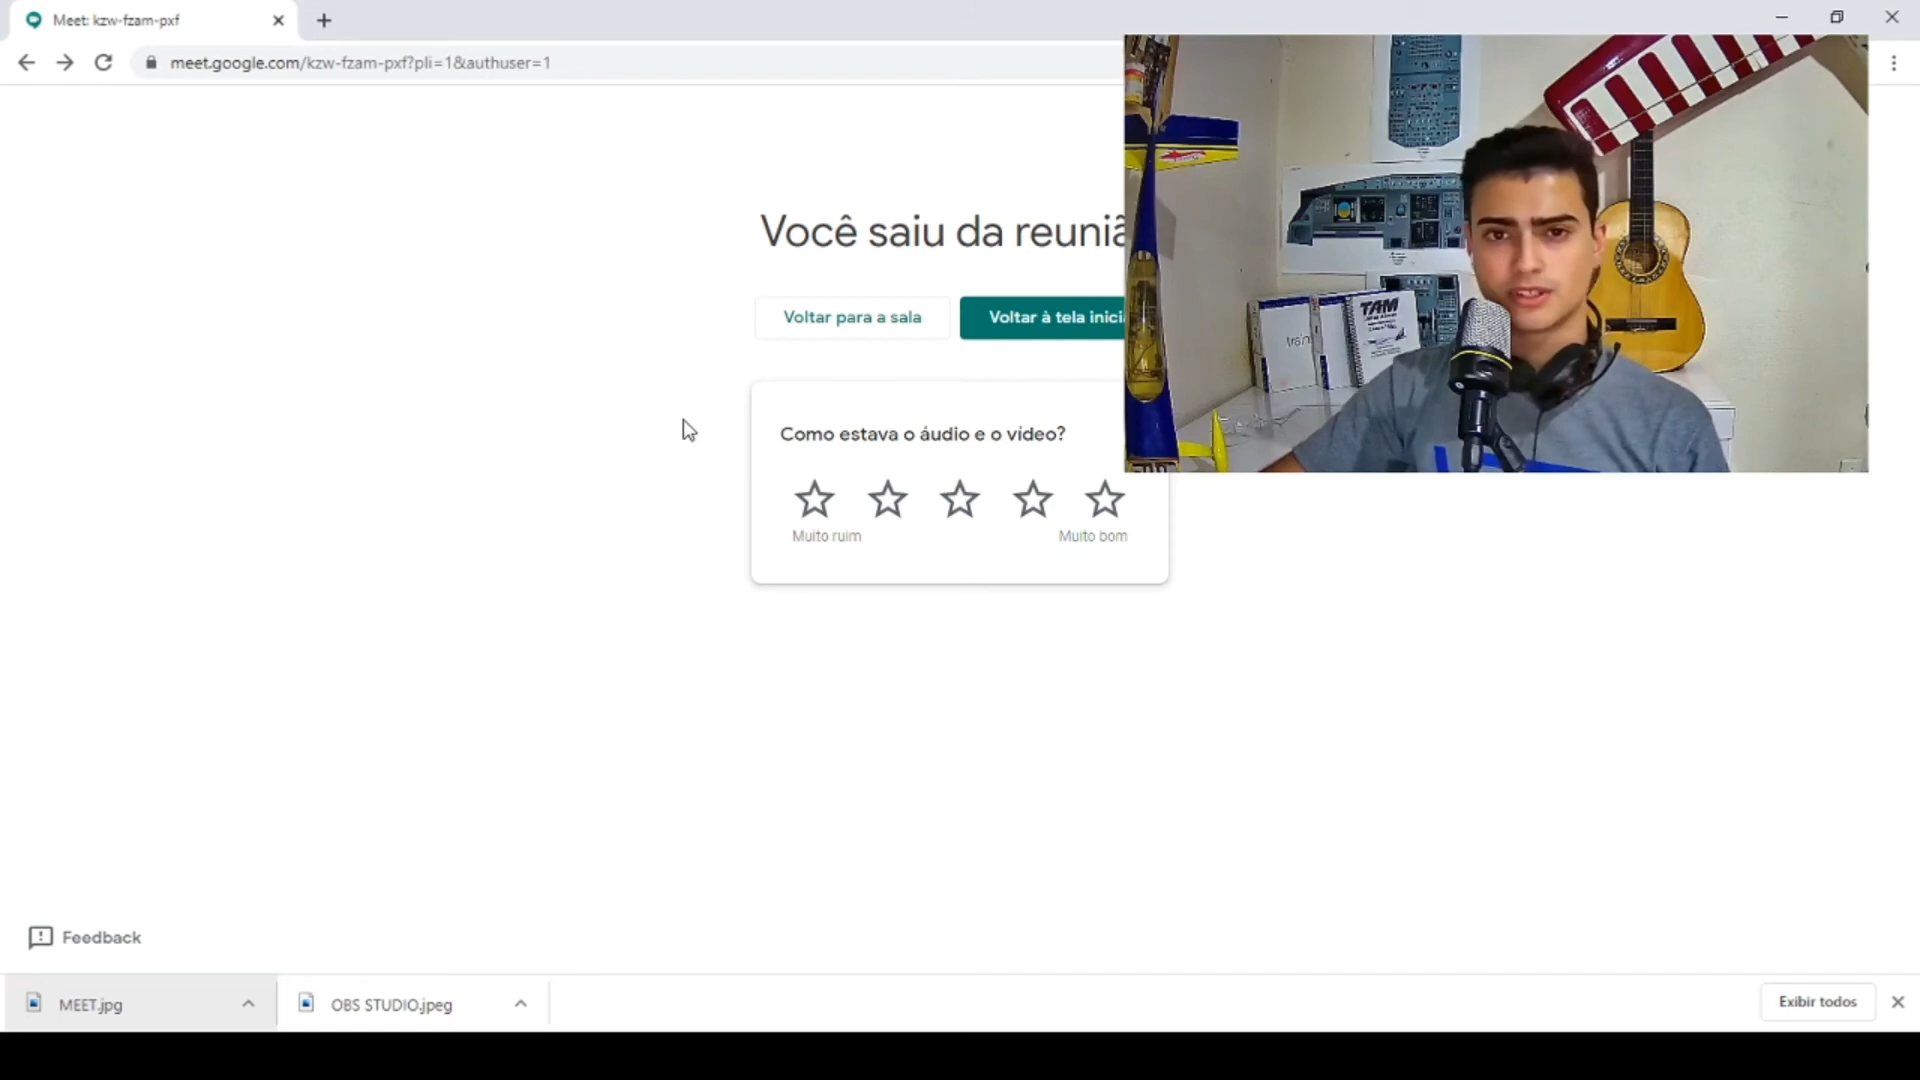 Meet: kzw-fzam-pxf
meet.google.com/kzw-fzam-pxf?pli=1&authuser=1
Você saiu da reuniã
Voltar para a sala
Voltar à tela inici
Como estava o áudio e o vídeo?
Muito ruim
Muito bom
TAM
Feedback
MEET.jpg
OBS STUDIO.jpeg
Exibir todos